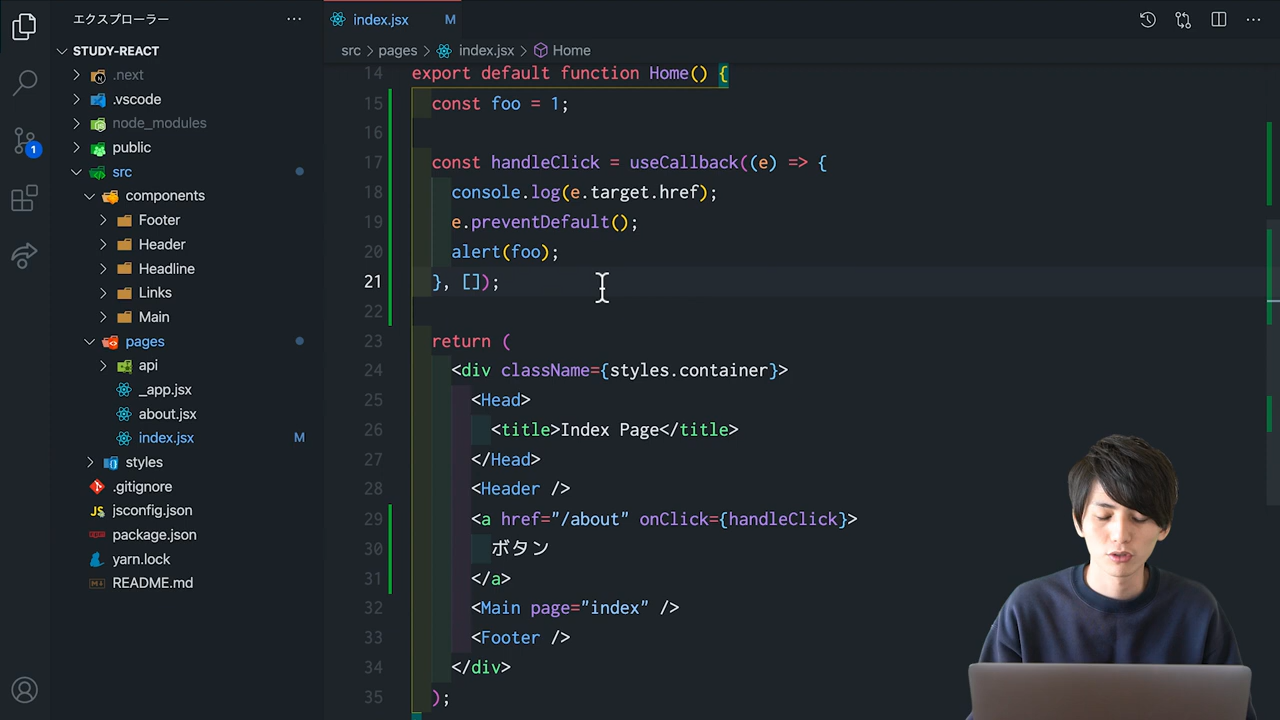 エクスプローラー
STUDY-REACT
.next
.vscode
node_modules
public
src
components
Footer
Header
Headline
Links
Main
pages
api
_app.jsx
about.jsx
index.jsx M
styles
.gitignore
jsconfig.json
package.json
yarn.lock
README.md
1
index.jsx M
src > pages > index.jsx > Home
14 export default function Home() {
15 const foo = 1;
16
17 const handleClick = useCallback((e) => {
18 console.log(e.target.href);
19 e.preventDefault();
20 alert(foo);
21 }, []);
22
23 return (
24 <div className={styles.container}>
25 <Head>
26 <title>Index Page</title>
27 </Head>
28 <Header />
29 <a href="/about" onClick={handleClick}>
30 ボタン
31 </a>
32 <Main page="index" />
33 <Footer />
34 </div>
35 );